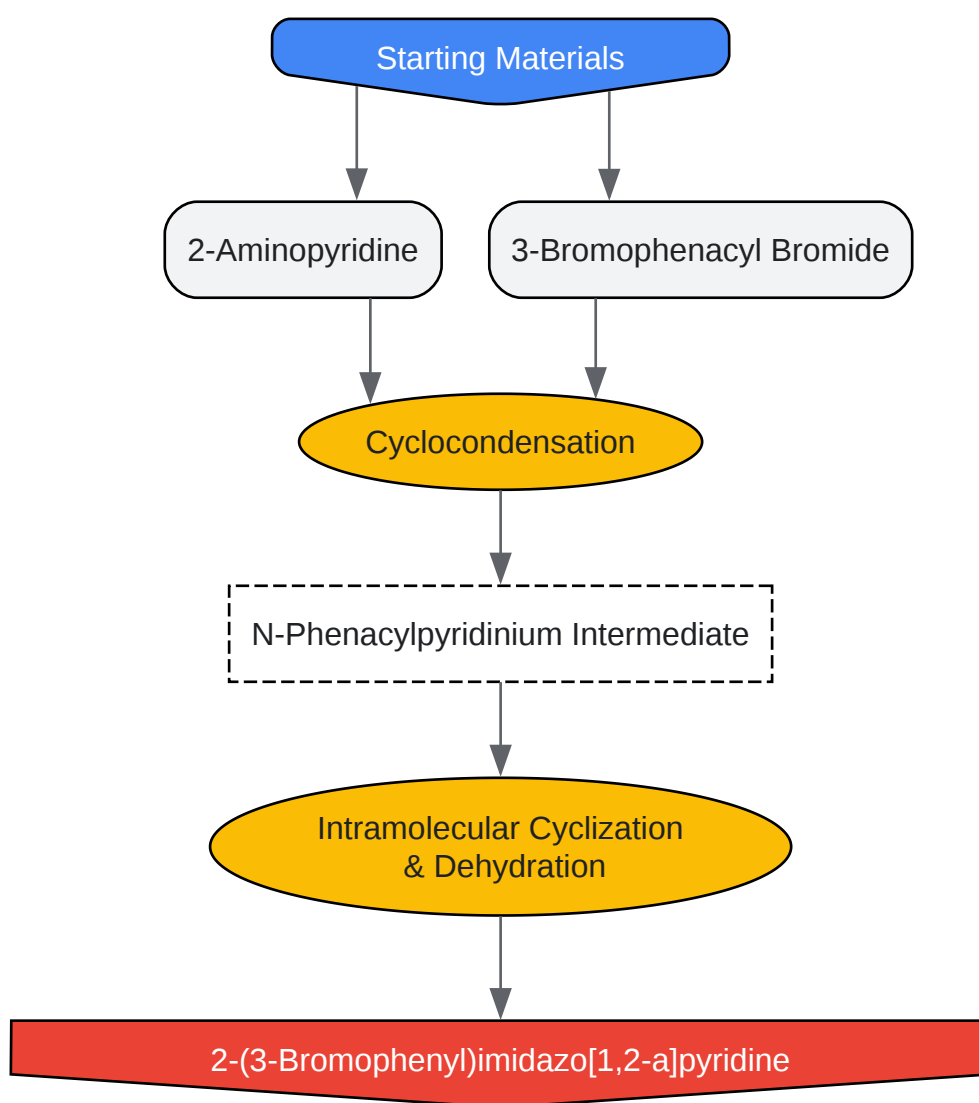 Starting Materials
2-Aminopyridine
3-Bromophenacyl Bromide
Cyclocondensation
N-Phenacylpyridinium Intermediate
Intramolecular Cyclization
& Dehydration
2-(3-Bromophenyl)imidazo[1,2-a]pyridine